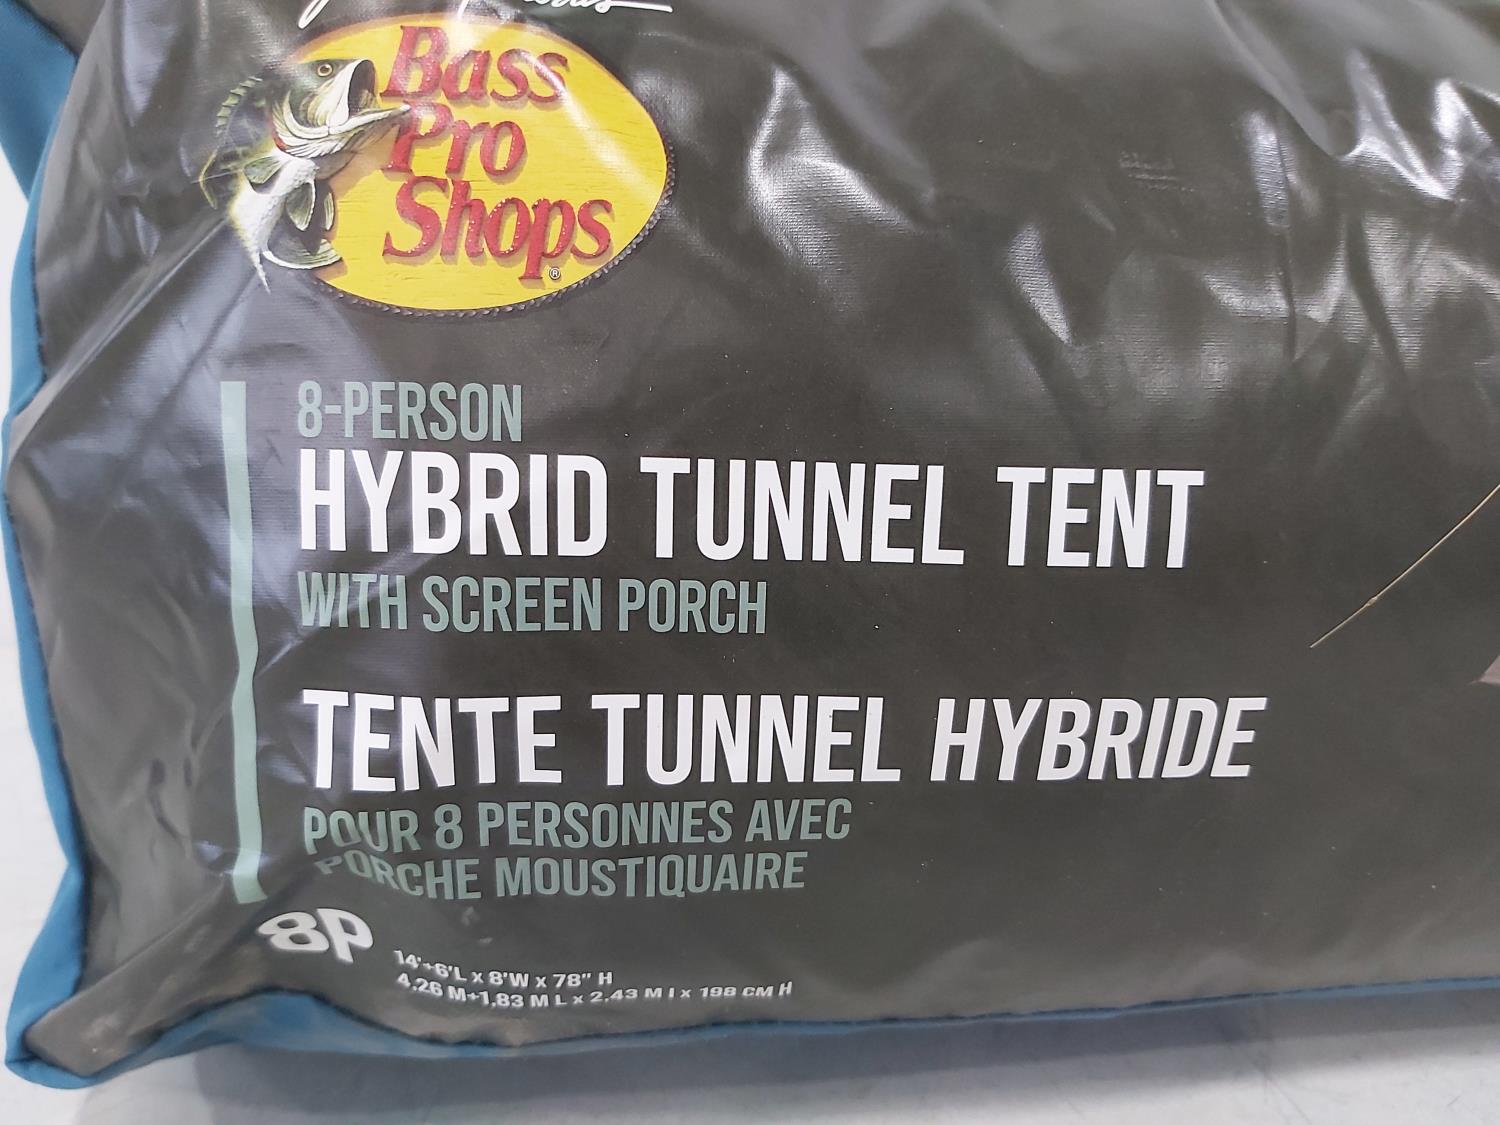 Bass
Pro
Shops®
8-PERSON
HYBRID TUNNEL TENT
WITH SCREEN PORCH
TENTE TUNNEL HYBRIDE
POUR 8 PERSONNES AVEC
PORCHE MOUSTIQUAIRE
8P
14'+6'L x 8'W x 78" H
4,26 M+1,83 M L x 2,43 M l x 198 CM H